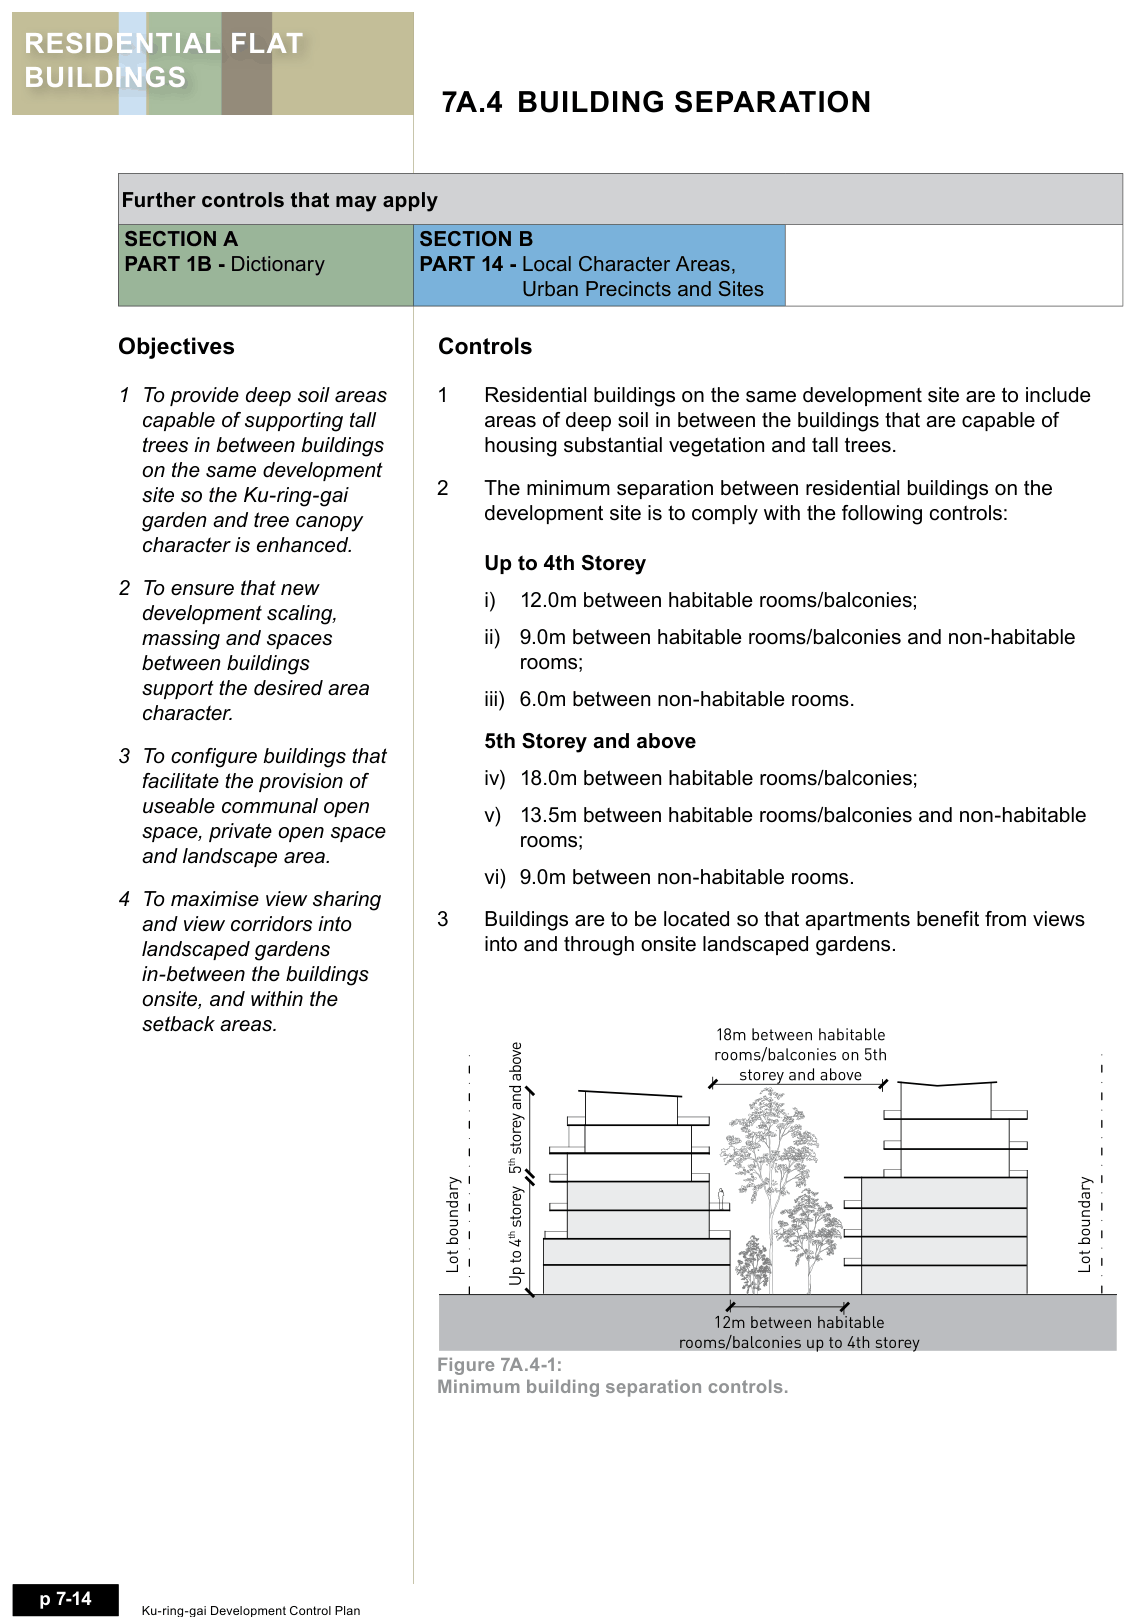 RESIDENTIAL FLAT
BUILDINGS
7A.4 BUILDING SEPARATION
Further controls that may apply
SECTION A
PART 1B - Dictionary
SECTION B
PART 14 - Local Character Areas,
Urban Precincts and Sites
Objectives
1 To provide deep soil areas
capable of supporting tall
trees in between buildings
on the same development
site so the Ku-ring-gai
garden and tree canopy
character is enhanced.
2 To ensure that new
development scaling,
massing and spaces
between buildings
support the desired area
character.
3 To configure buildings that
facilitate the provision of
useable communal open
space, private open space
and landscape area.
4 To maximise view sharing
and view corridors into
landscaped gardens
in-between the buildings
onsite, and within the
setback areas.
Controls
1 Residential buildings on the same development site are to include
areas of deep soil in between the buildings that are capable of
housing substantial vegetation and tall trees.
2 The minimum separation between residential buildings on the
development site is to comply with the following controls:
Up to 4th Storey
i) 12.0m between habitable rooms/balconies;
ii) 9.0m between habitable rooms/balconies and non-habitable
rooms;
iii) 6.0m between non-habitable rooms.
5th Storey and above
iv) 18.0m between habitable rooms/balconies;
v) 13.5m between habitable rooms/balconies and non-habitable
rooms;
vi) 9.0m between non-habitable rooms.
3 Buildings are to be located so that apartments benefit from views
into and through onsite landscaped gardens.
18m between habitable
rooms/balconies on 5th
storey and above
Lot boundary
Up to 4th storey
5th storey and above
Lot boundary
12m between habitable
rooms/balconies up to 4th storey
Figure 7A.4-1:
Minimum building separation controls.
p 7-14
Ku-ring-gai Development Control Plan